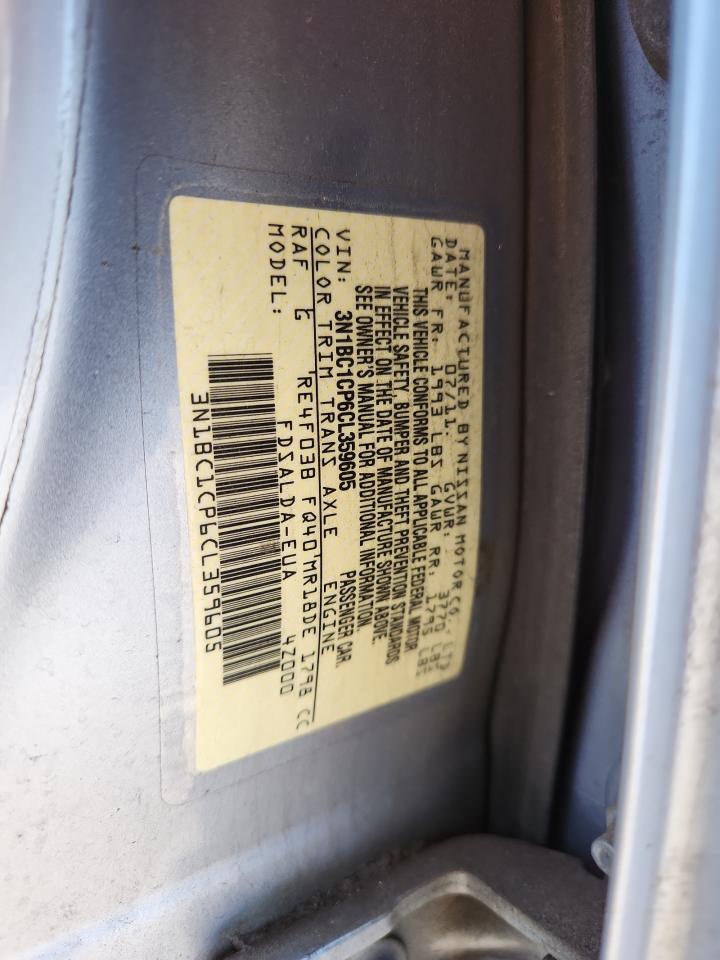 MANUFACTURED BY NISSAN MOTOR CO., LTD.
DATE: 07/11. GVWR: 3770 LBS
GAWR FR: 1993 LBS GAWR RR: 1795 LBS
THIS VEHICLE CONFORMS TO ALL APPLICABLE FEDERAL MOTOR
VEHICLE SAFETY, BUMPER AND THEFT PREVENTION STANDARDS
IN EFFECT ON THE DATE OF MANUFACTURE SHOWN ABOVE.
SEE OWNER'S MANUAL FOR ADDITIONAL INFORMATION.
VIN: 3N1BC1CP6CL359605 PASSENGER CAR.
COLOR TRIM TRANS AXLE ENGINE
RAF G RE4F03B FQ40 MR18DE 1798 CC
MODEL: FDSALDA-EUA 4Z000
3N1BC1CP6CL359605